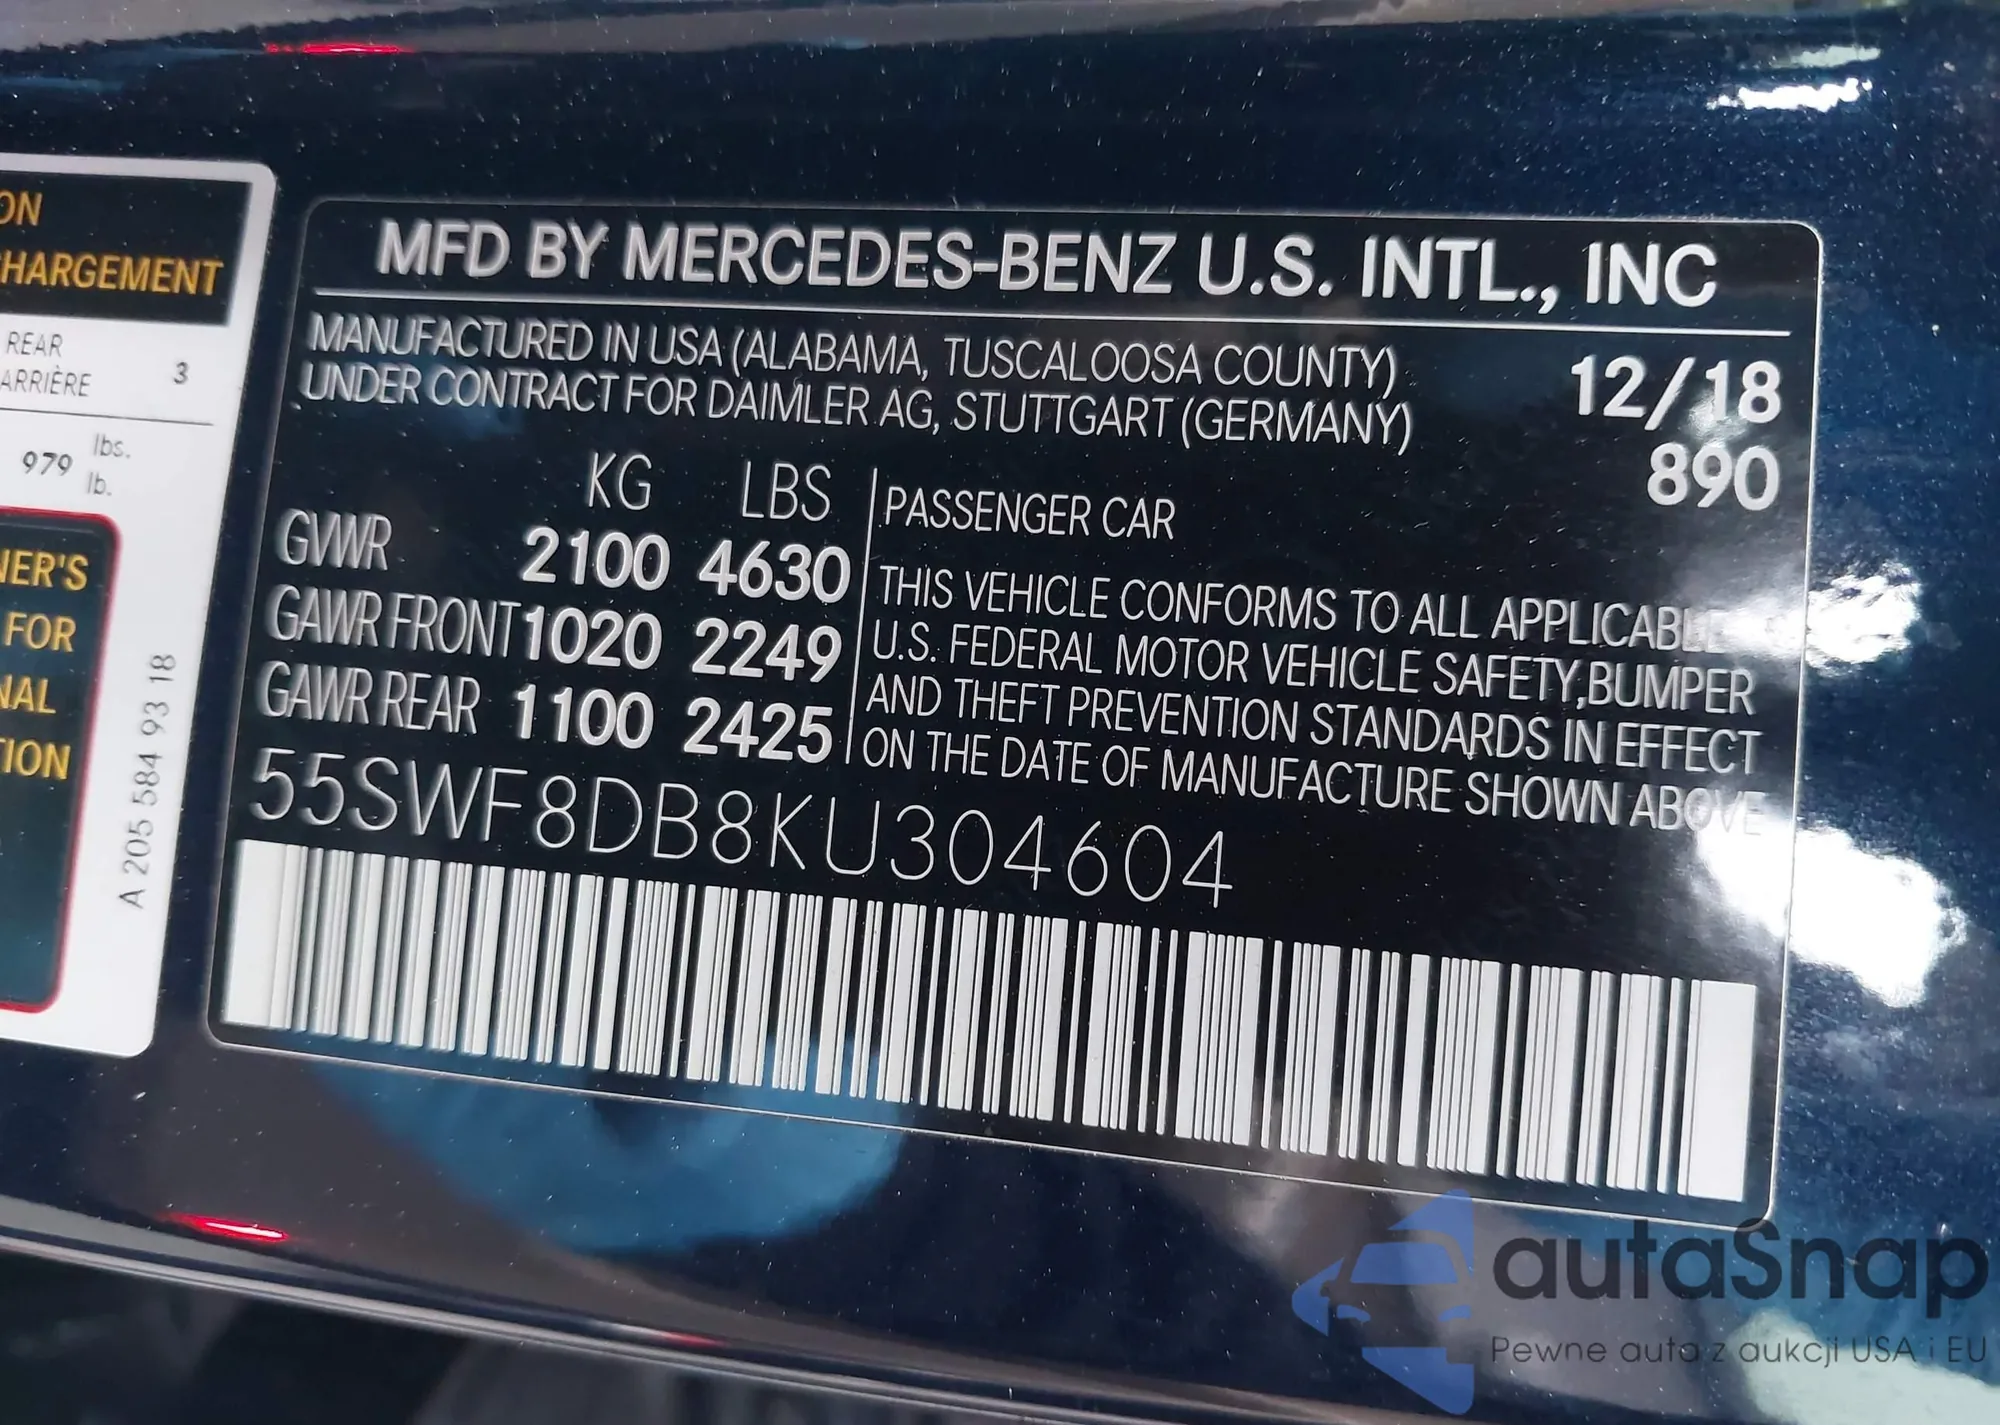 ON
HARGEMENT
REAR
ARRIÈRE
3
979 lbs.
lb.
NER'S
FOR
NAL
TION
A 205 584 93 18
MFD BY MERCEDES-BENZ U.S. INTL., INC
MANUFACTURED IN USA (ALABAMA, TUSCALOOSA COUNTY)
UNDER CONTRACT FOR DAIMLER AG, STUTTGART (GERMANY)
12/18
890
KG LBS
GVWR 2100 4630
GAWR FRONT 1020 2249
GAWR REAR 1100 2425
PASSENGER CAR
THIS VEHICLE CONFORMS TO ALL APPLICABLE
U.S. FEDERAL MOTOR VEHICLE SAFETY,BUMPER
AND THEFT PREVENTION STANDARDS IN EFFECT
ON THE DATE OF MANUFACTURE SHOWN ABOVE
55SWF8DB8KU304604
autaSnap
Pewne auta z aukcji USA i EU